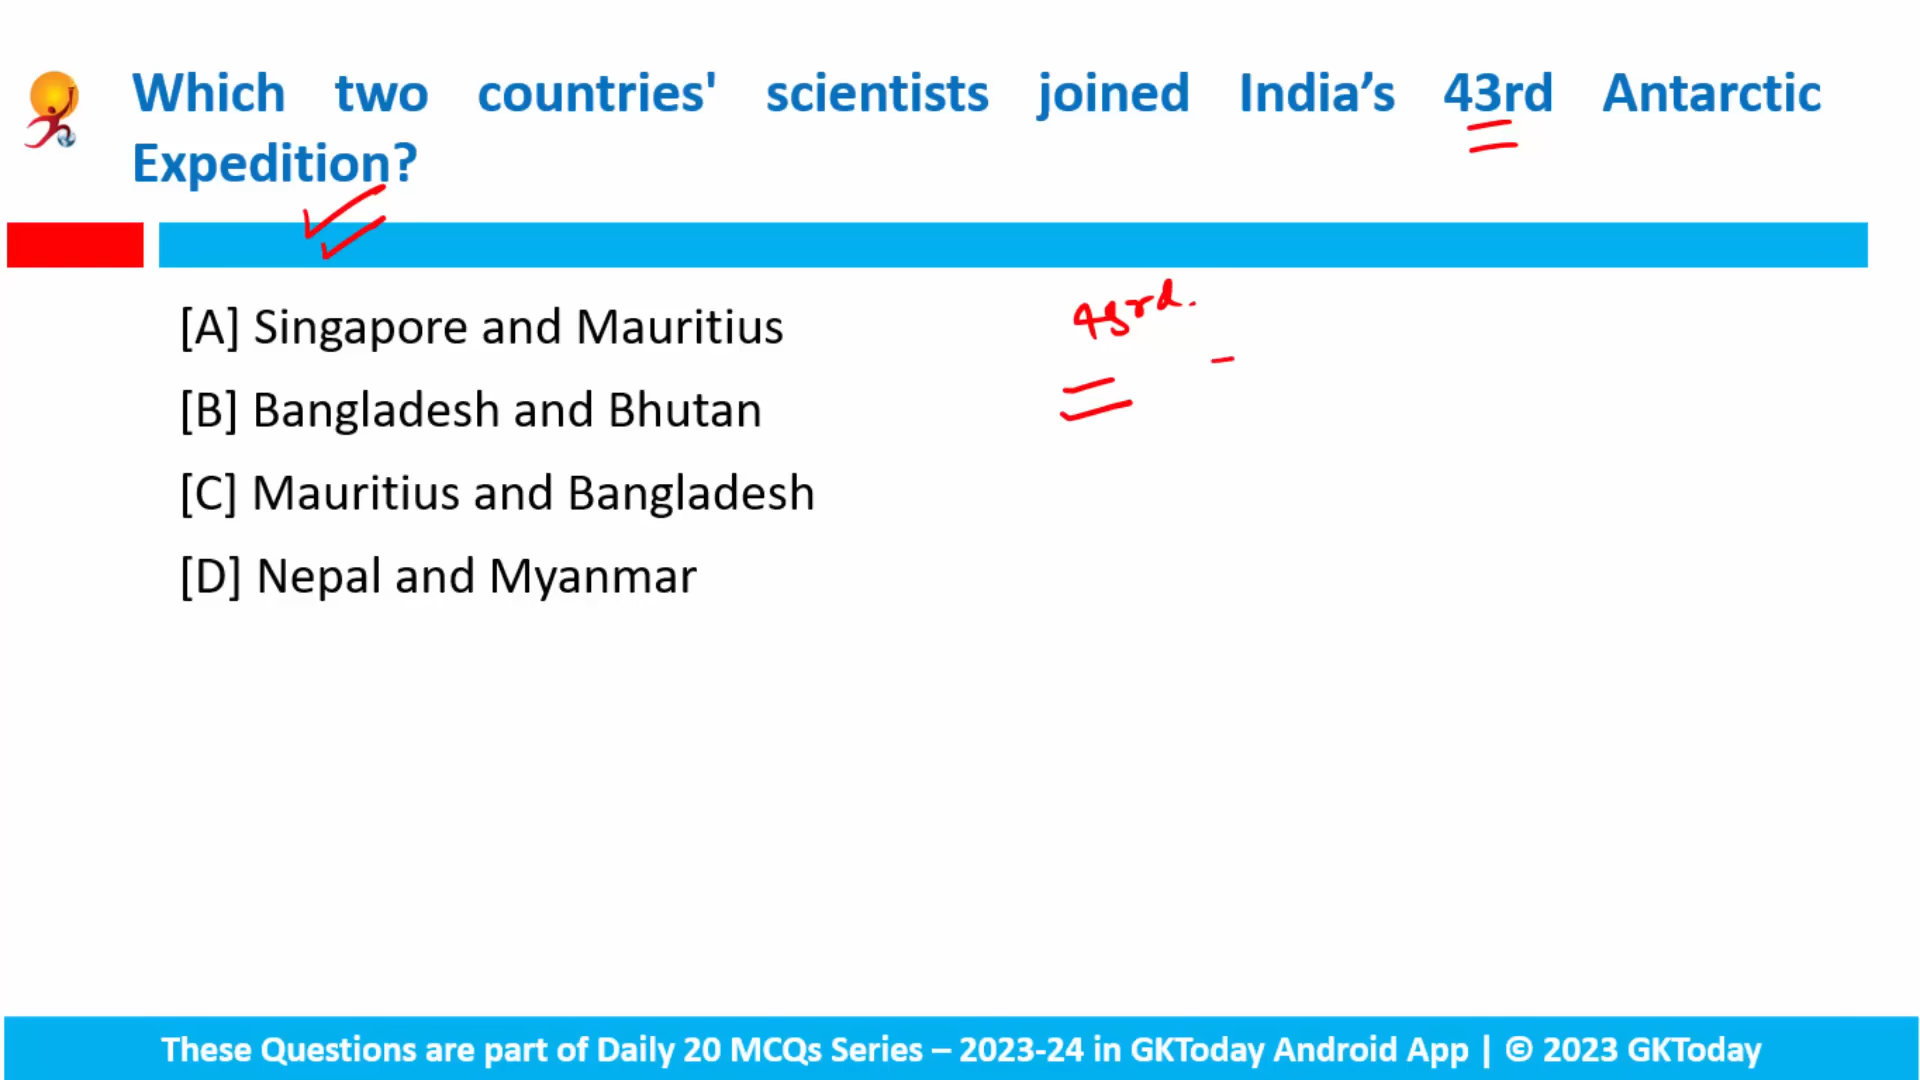 Which two countries' scientists joined India’s 43rd Antarctic
Expedition?
[A] Singapore and Mauritius
43rd.
[B] Bangladesh and Bhutan
[C] Mauritius and Bangladesh
[D] Nepal and Myanmar
These Questions are part of Daily 20 MCQs Series – 2023-24 in GKToday Android App | © 2023 GKToday